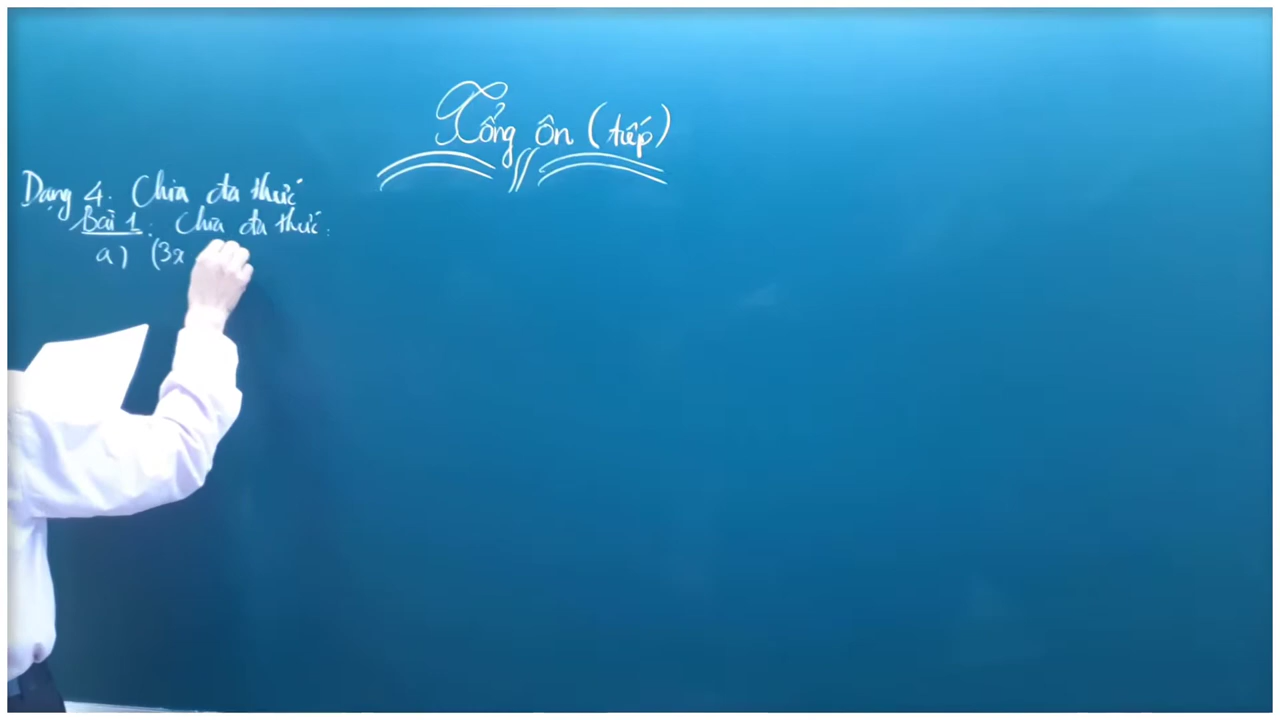 Tổng ôn (tiếp)
Dạng 4: Chia đa thức
Bài 1: Chia đa thức:
a) (3x